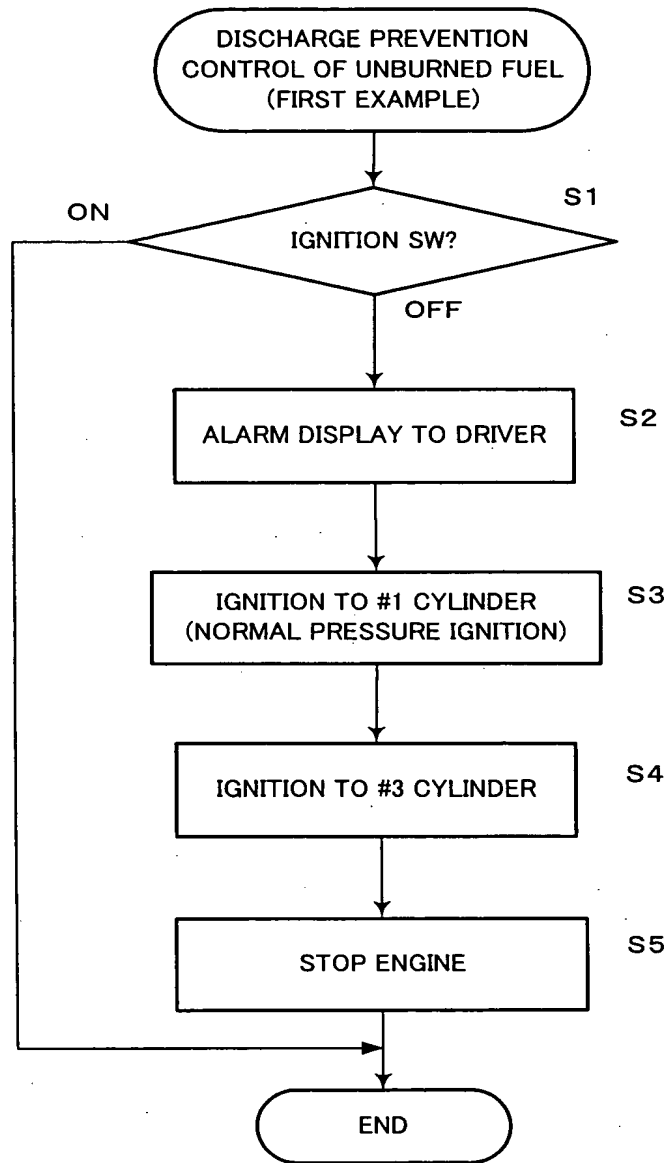 DISCHARGE PREVENTION
CONTROL OF UNBURNED FUEL
(FIRST EXAMPLE)
S1
ON
IGNITION SW?
OFF
S2
ALARM DISPLAY TO DRIVER
S3
IGNITION TO #1 CYLINDER
(NORMAL PRESSURE IGNITION)
S4
IGNITION TO #3 CYLINDER
S5
STOP ENGINE
END